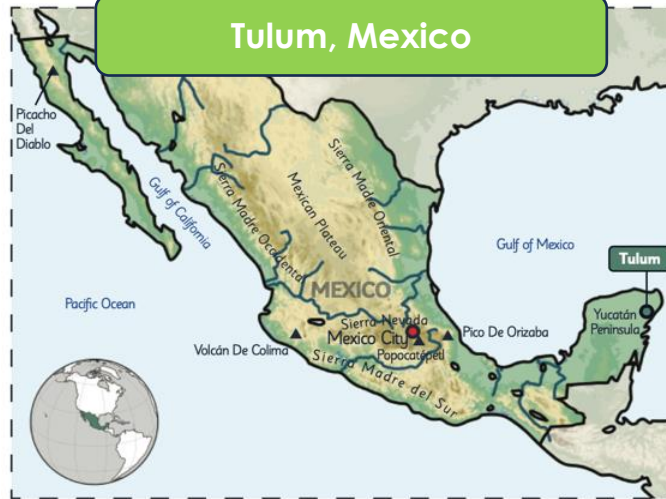 Tulum, Mexico
Picacho
Del
Diablo
Gulf of California
Sierra Madre Occidental
Mexican Plateau
Sierra Madre Oriental
Gulf of Mexico
Tulum
MEXICO
Pacific Ocean
Yucatán
Peninsula
Sierra Nevada
Mexico City
Pico De Orizaba
Volcán De Colima
Popocatépetl
Sierra Madre del Sur